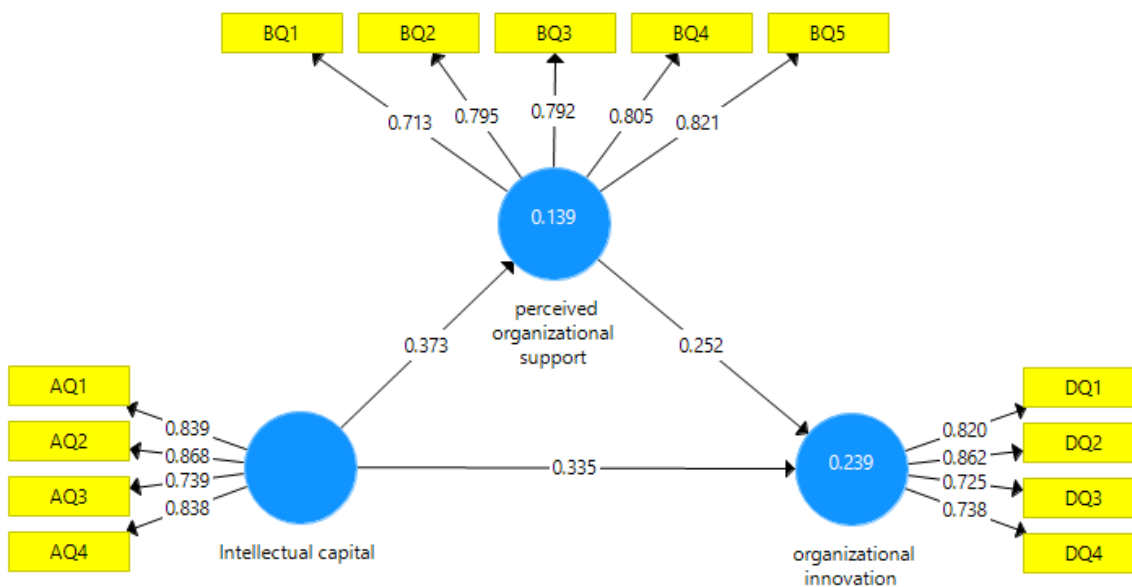 BQ1
BQ2
BQ3
BQ4
BQ5
0.713
0.795
0.792
0.805
0.821
0.139
perceived
organizational
support
0.373
0.252
AQ1
AQ2
AQ3
AQ4
0.839
0.868
0.739
0.838
Intellectual capital
0.335
0.239
organizational
innovation
0.820
0.862
0.725
0.738
DQ1
DQ2
DQ3
DQ4